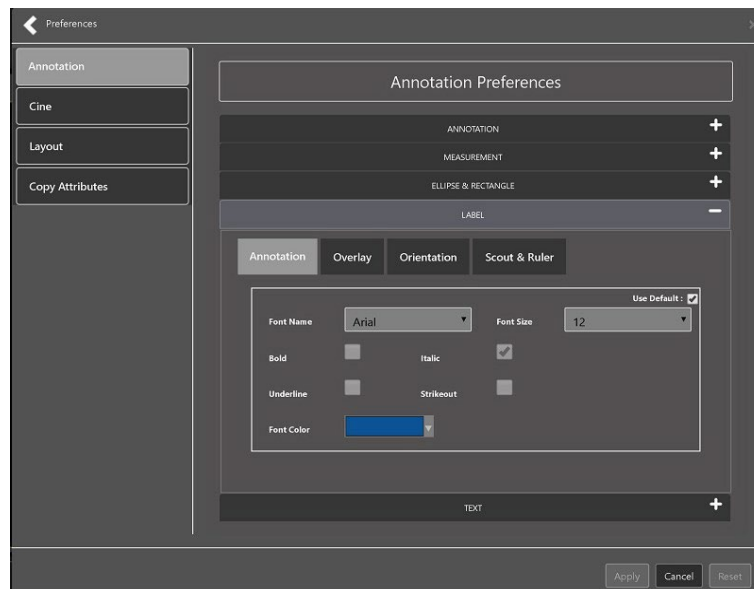 Preferences
Annotation
Cine
Layout
Copy Attributes
Annotation Preferences
ANNOTATION
MEASUREMENT
ELLIPSE & RECTANGLE
LABEL
Annotation Overlay Orientation Scout & Ruler
Use Default :
Font Name Arial Font Size 12
Bold Italic
Underline Strikeout
Font Color
TEXT
Apply Cancel Reset